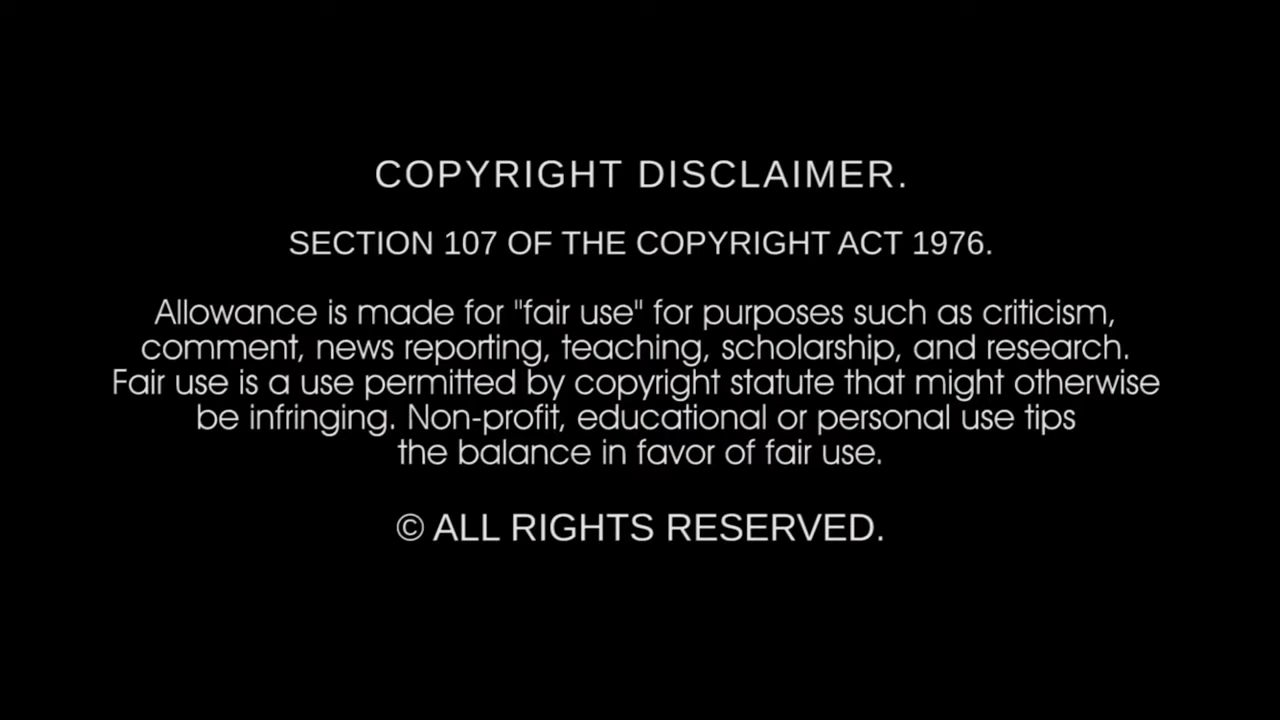 COPYRIGHT DISCLAIMER.
SECTION 107 OF THE COPYRIGHT ACT 1976.
Allowance is made for "fair use" for purposes such as criticism,
comment, news reporting, teaching, scholarship, and research.
Fair use is a use permitted by copyright statute that might otherwise
be infringing. Non-profit, educational or personal use tips
the balance in favor of fair use.
© ALL RIGHTS RESERVED.